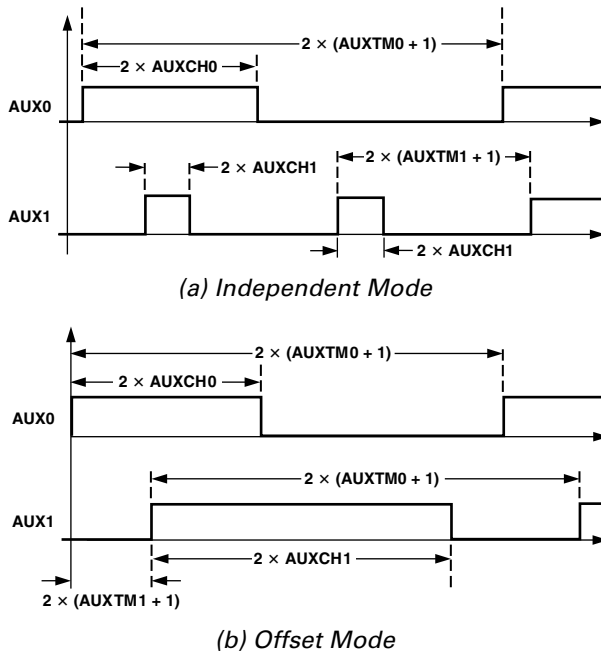 2 × (AUXTM0 + 1)
2 × AUXCH0
AUX0
2 × AUXCH1
2 × (AUXTM1 + 1)
AUX1
2 × AUXCH1
(a) Independent Mode
2 × (AUXTM0 + 1)
2 × AUXCH0
AUX0
2 × (AUXTM0 + 1)
AUX1
2 × AUXCH1
2 × (AUXTM1 + 1)
(b) Offset Mode